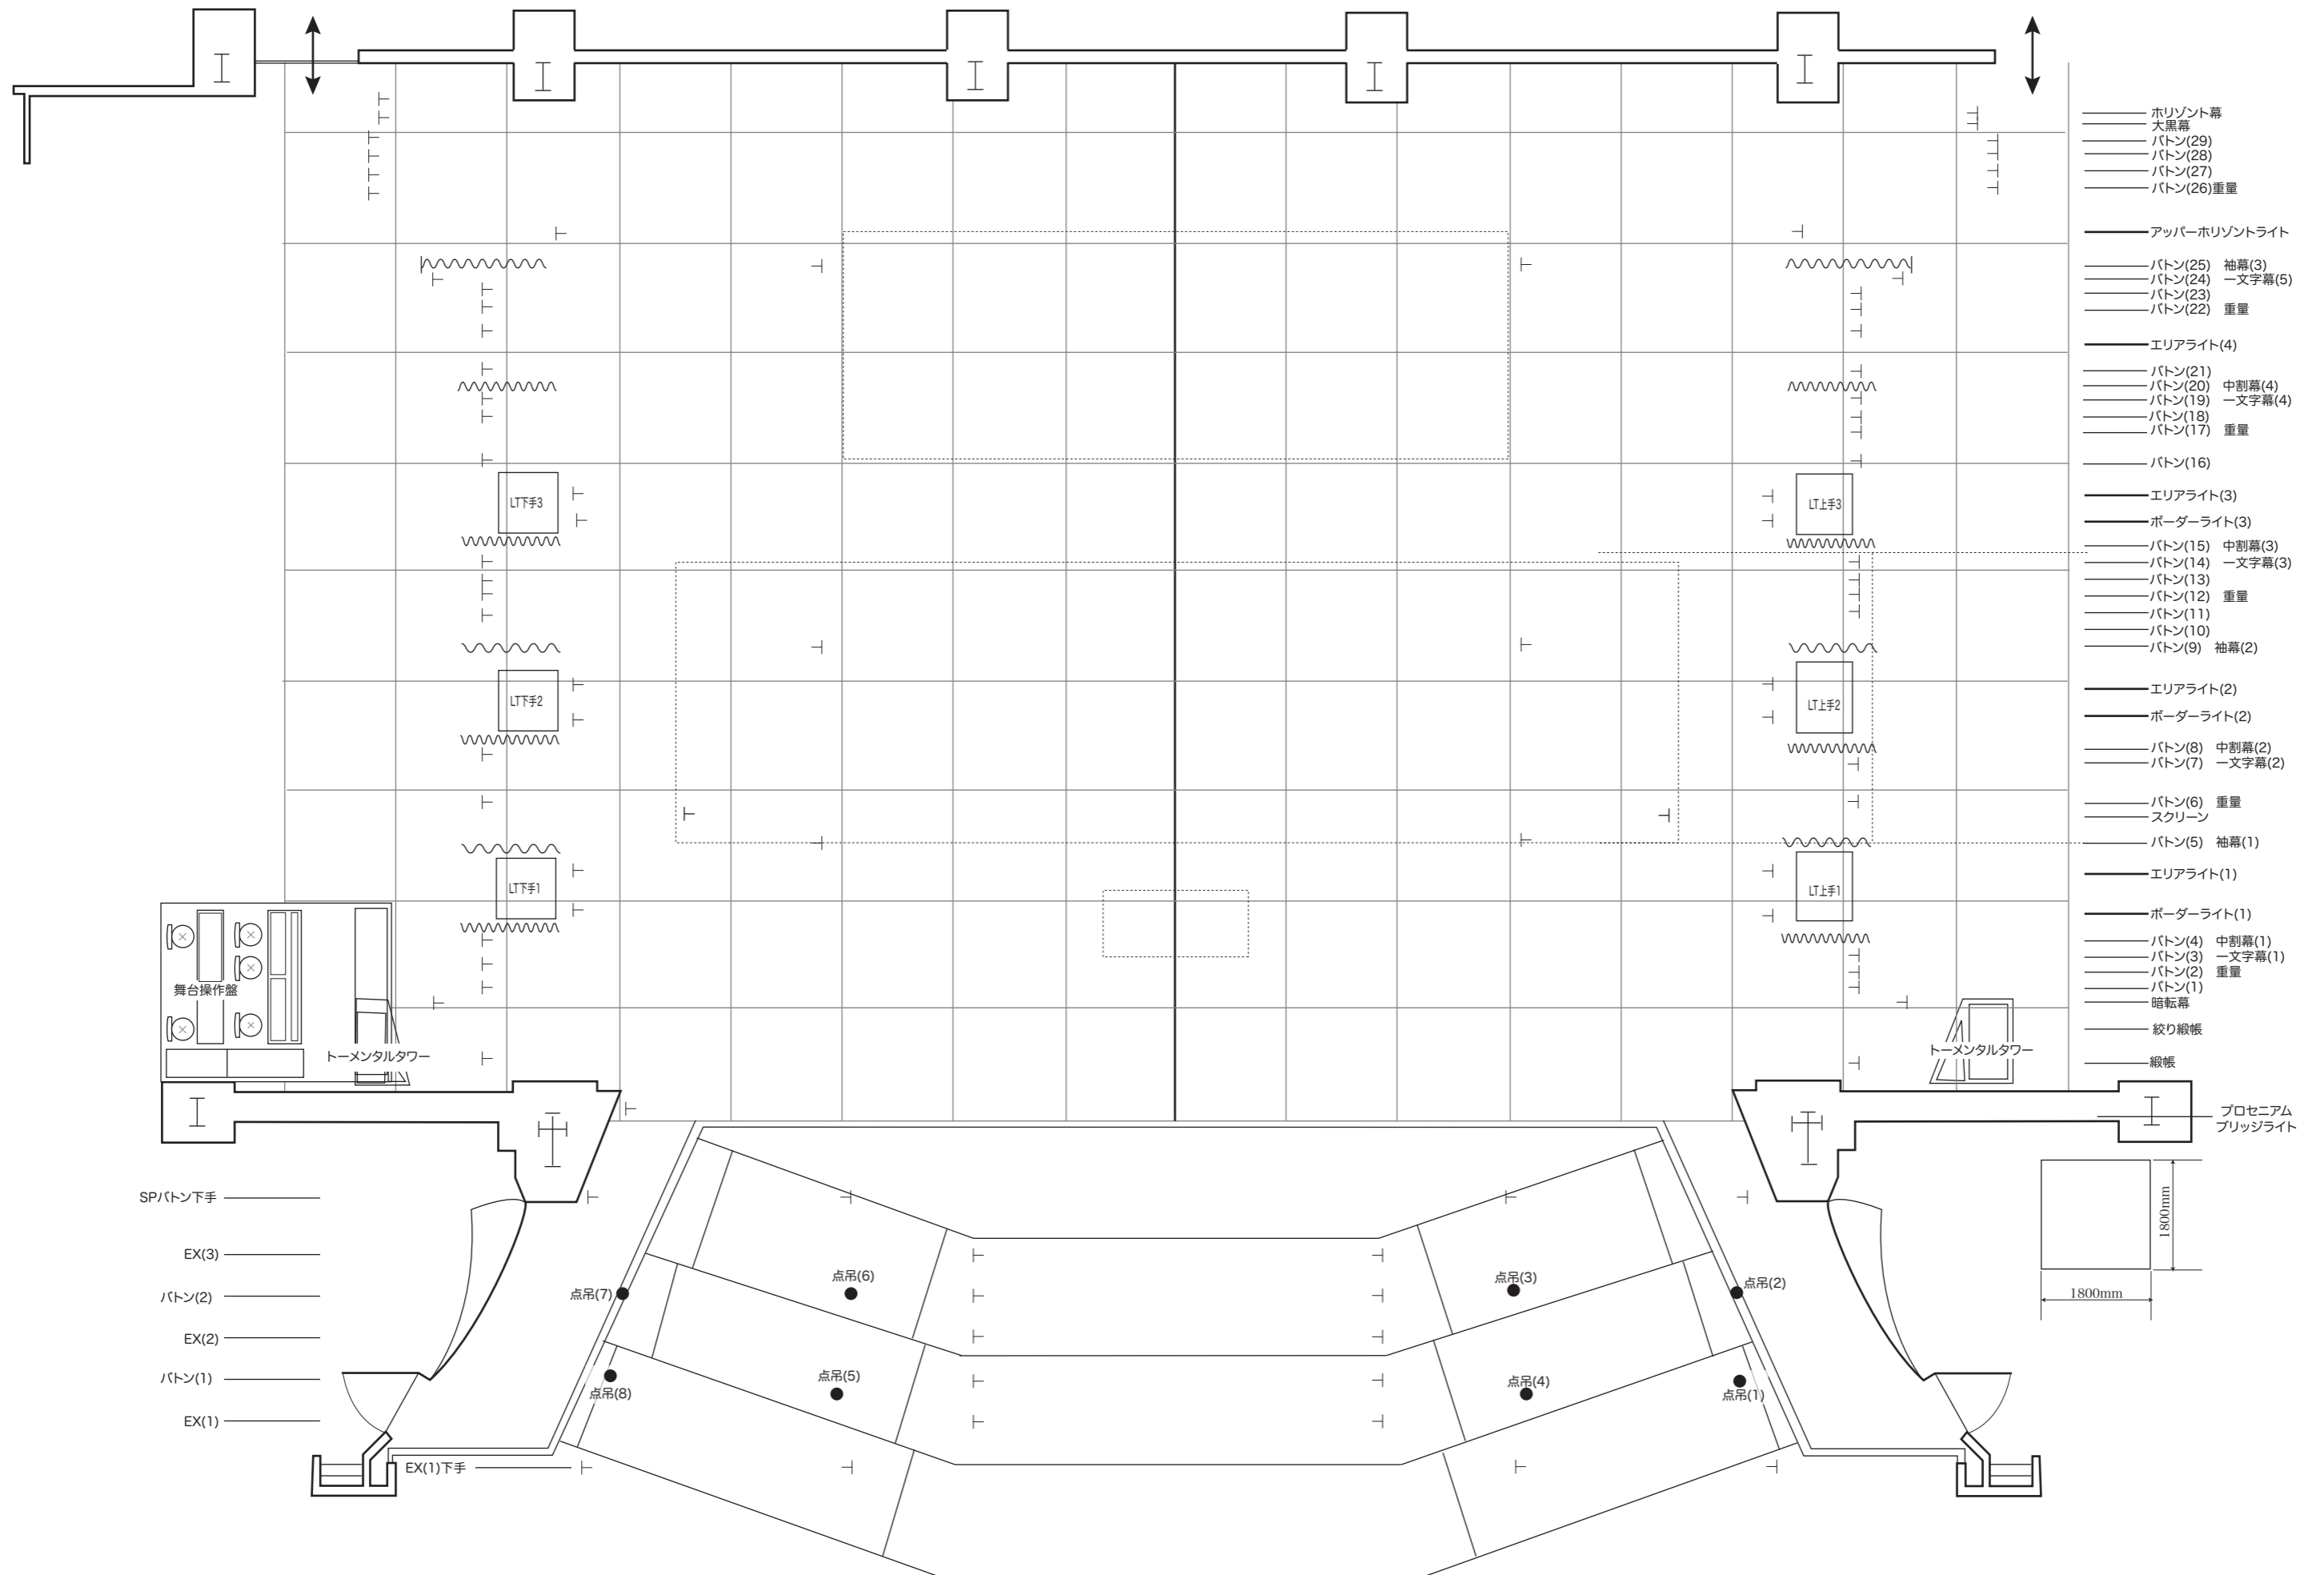 ホリゾント幕
大黒幕
バトン(29)
バトン(28)
バトン(27)
バトン(26)重量
アッパーホリゾントライト
バトン(25) 袖幕(3)
バトン(24) 一文字幕(5)
バトン(23)
バトン(22) 重量
エリアライト(4)
バトン(21)
バトン(20) 中割幕(4)
バトン(19) 一文字幕(4)
バトン(18)
バトン(17) 重量
バトン(16)
LT下手3
LT上手3
エリアライト(3)
ボーダーライト(3)
バトン(15) 中割幕(3)
バトン(14) 一文字幕(3)
バトン(13)
バトン(12) 重量
バトン(11)
バトン(10)
バトン(9) 袖幕(2)
LT下手2
LT上手2
エリアライト(2)
ボーダーライト(2)
バトン(8) 中割幕(2)
バトン(7) 一文字幕(2)
バトン(6) 重量
スクリーン
バトン(5) 袖幕(1)
エリアライト(1)
LT下手1
LT上手1
ボーダーライト(1)
バトン(4) 中割幕(1)
バトン(3) 一文字幕(1)
バトン(2) 重量
バトン(1)
暗転幕
絞り緞帳
緞帳
舞台操作盤
トーメンタルタワー
トーメンタルタワー
プロセニアム
ブリッジライト
SPバトン下手
EX(3)
バトン(2)
EX(2)
バトン(1)
EX(1)
EX(1)下手
点吊(7)
点吊(6)
点吊(3)
点吊(2)
点吊(8)
点吊(5)
点吊(4)
点吊(1)
1800mm
1800mm